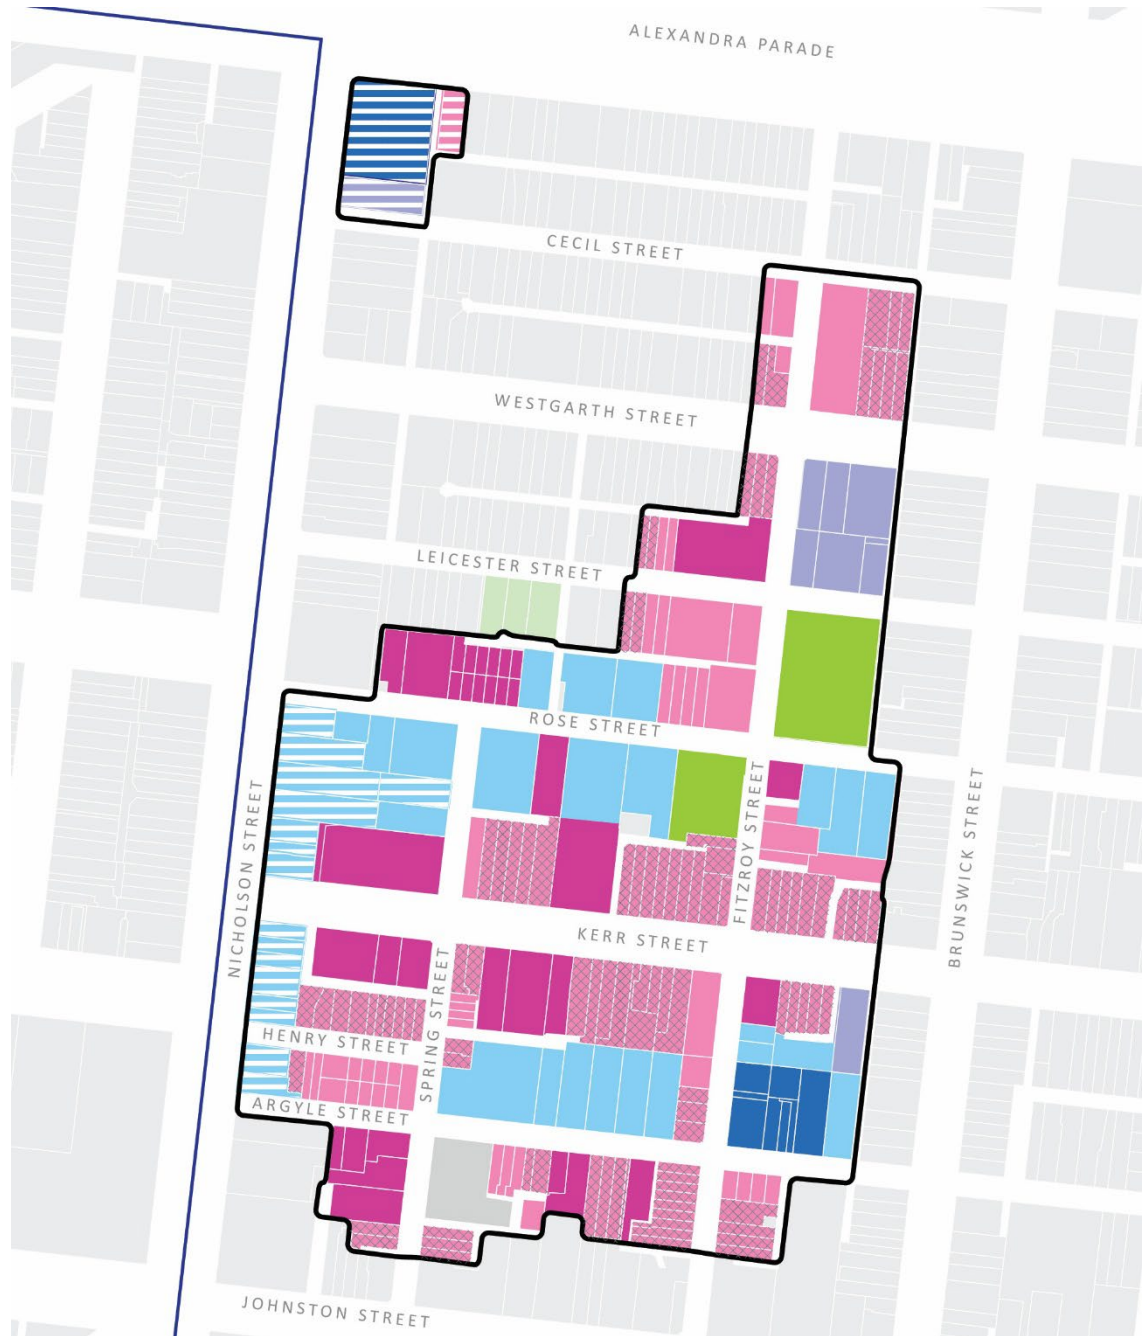 ALEXANDRA PARADE
CECIL STREET
WESTGARTH STREET
LEICESTER STREET
ROSE STREET
NICHOLSON STREET
FITZROY STREET
BRUNSWICK STREET
KERR STREET
SPRING STREET
HENRY STREET
ARGYLE STREET
JOHNSTON STREET